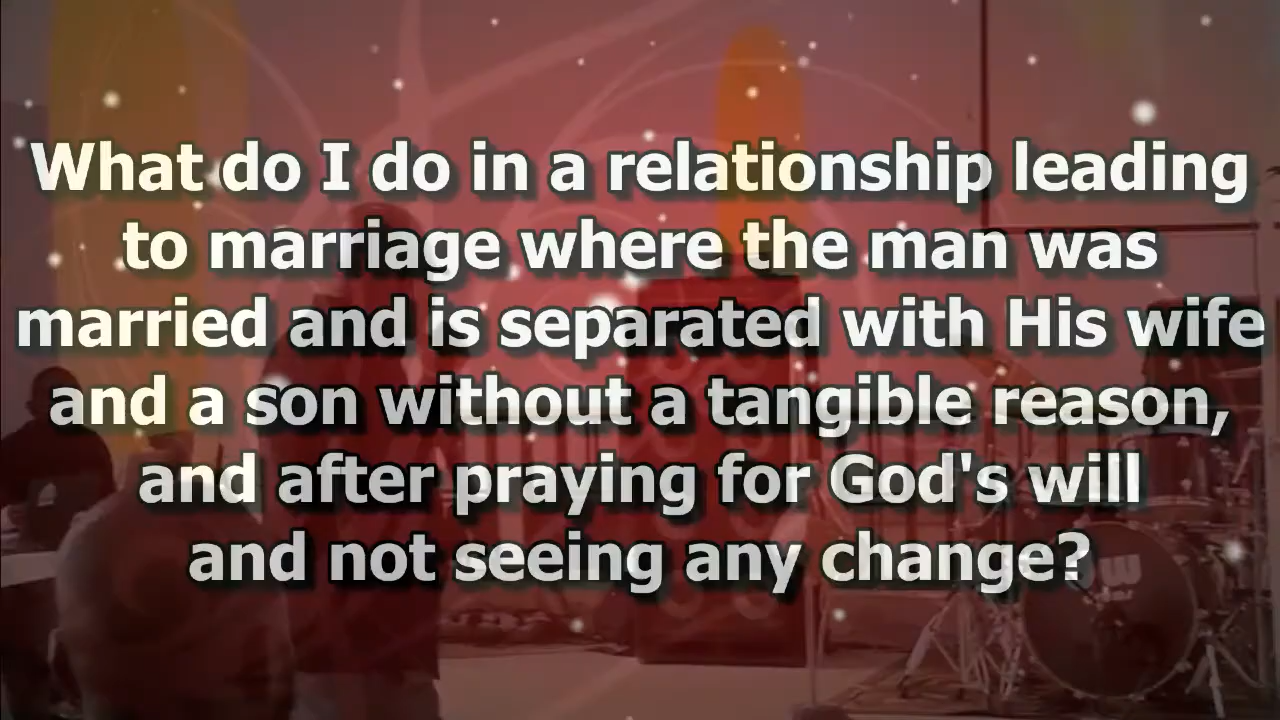 What do I do in a relationship leading
to marriage where the man was
married and is separated with His wife
and a son without a tangible reason,
and after praying for God's will
and not seeing any change?